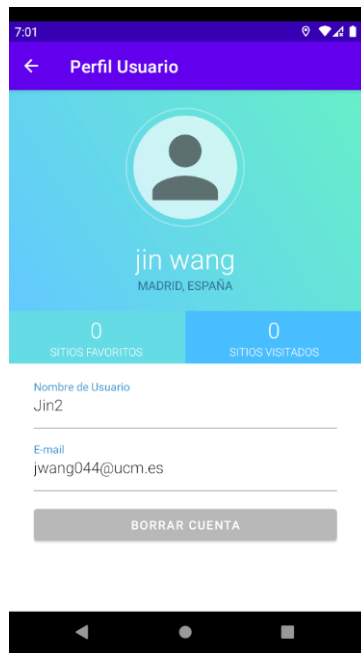 7:01
Perfil Usuario
jin wang
MADRID, ESPAÑA
0
SITIOS FAVORITOS
0
SITIOS VISITADOS
Nombre de Usuario
Jin2
E-mail
jwang044@ucm.es
BORRAR CUENTA